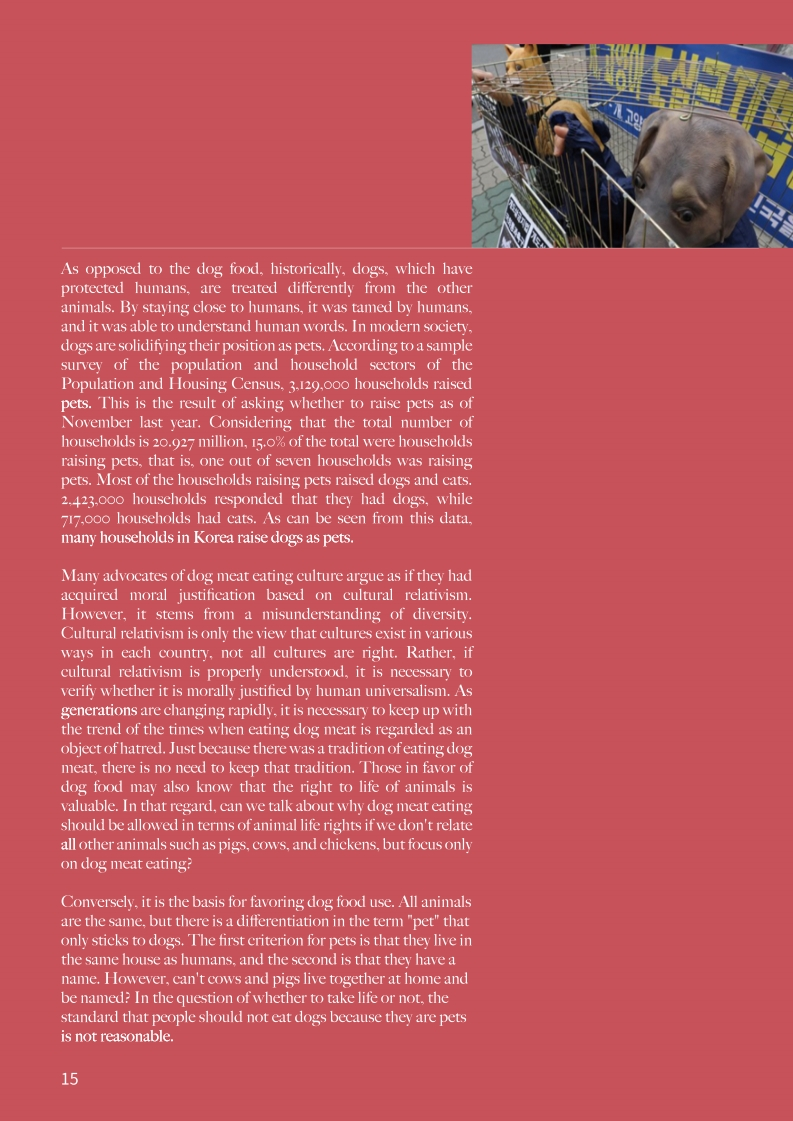 As opposed to the dog food, historically, dogs, which have
protected humans, are treated differently from the other
animals. By staying close to humans, it was tamed by humans,
and it was able to understand human words. In modern society,
dogs are solidifying their position as pets. According to a sample
survey of the population and household sectors of the
Population and Housing Census, 3,129,000 households raised
pets. This is the result of asking whether to raise pets as of
November last year. Considering that the total number of
households is 20.927 million, 15.0% of the total were households
raising pets, that is, one out of seven households was raising
pets. Most of the households raising pets raised dogs and cats.
2,423,000 households responded that they had dogs, while
717,000 households had cats. As can be seen from this data,
many households in Korea raise dogs as pets.
Many advocates of dog meat eating culture argue as if they had
acquired moral justification based on cultural relativism.
However, it stems from a misunderstanding of diversity.
Cultural relativism is only the view that cultures exist in various
ways in each country, not all cultures are right. Rather, if
cultural relativism is properly understood, it is necessary to
verify whether it is morally justified by human universalism. As
generations are changing rapidly, it is necessary to keep up with
the trend of the times when eating dog meat is regarded as an
object of hatred. Just because there was a tradition of eating dog
meat, there is no need to keep that tradition. Those in favor of
dog food may also know that the right to life of animals is
valuable. In that regard, can we talk about why dog meat eating
should be allowed in terms of animal life rights if we don't relate
all other animals such as pigs, cows, and chickens, but focus only
on dog meat eating?
Conversely, it is the basis for favoring dog food use. All animals
are the same, but there is a differentiation in the term "pet" that
only sticks to dogs. The first criterion for pets is that they live in
the same house as humans, and the second is that they have a
name. However, can't cows and pigs live together at home and
be named? In the question of whether to take life or not, the
standard that people should not eat dogs because they are pets
is not reasonable.
15